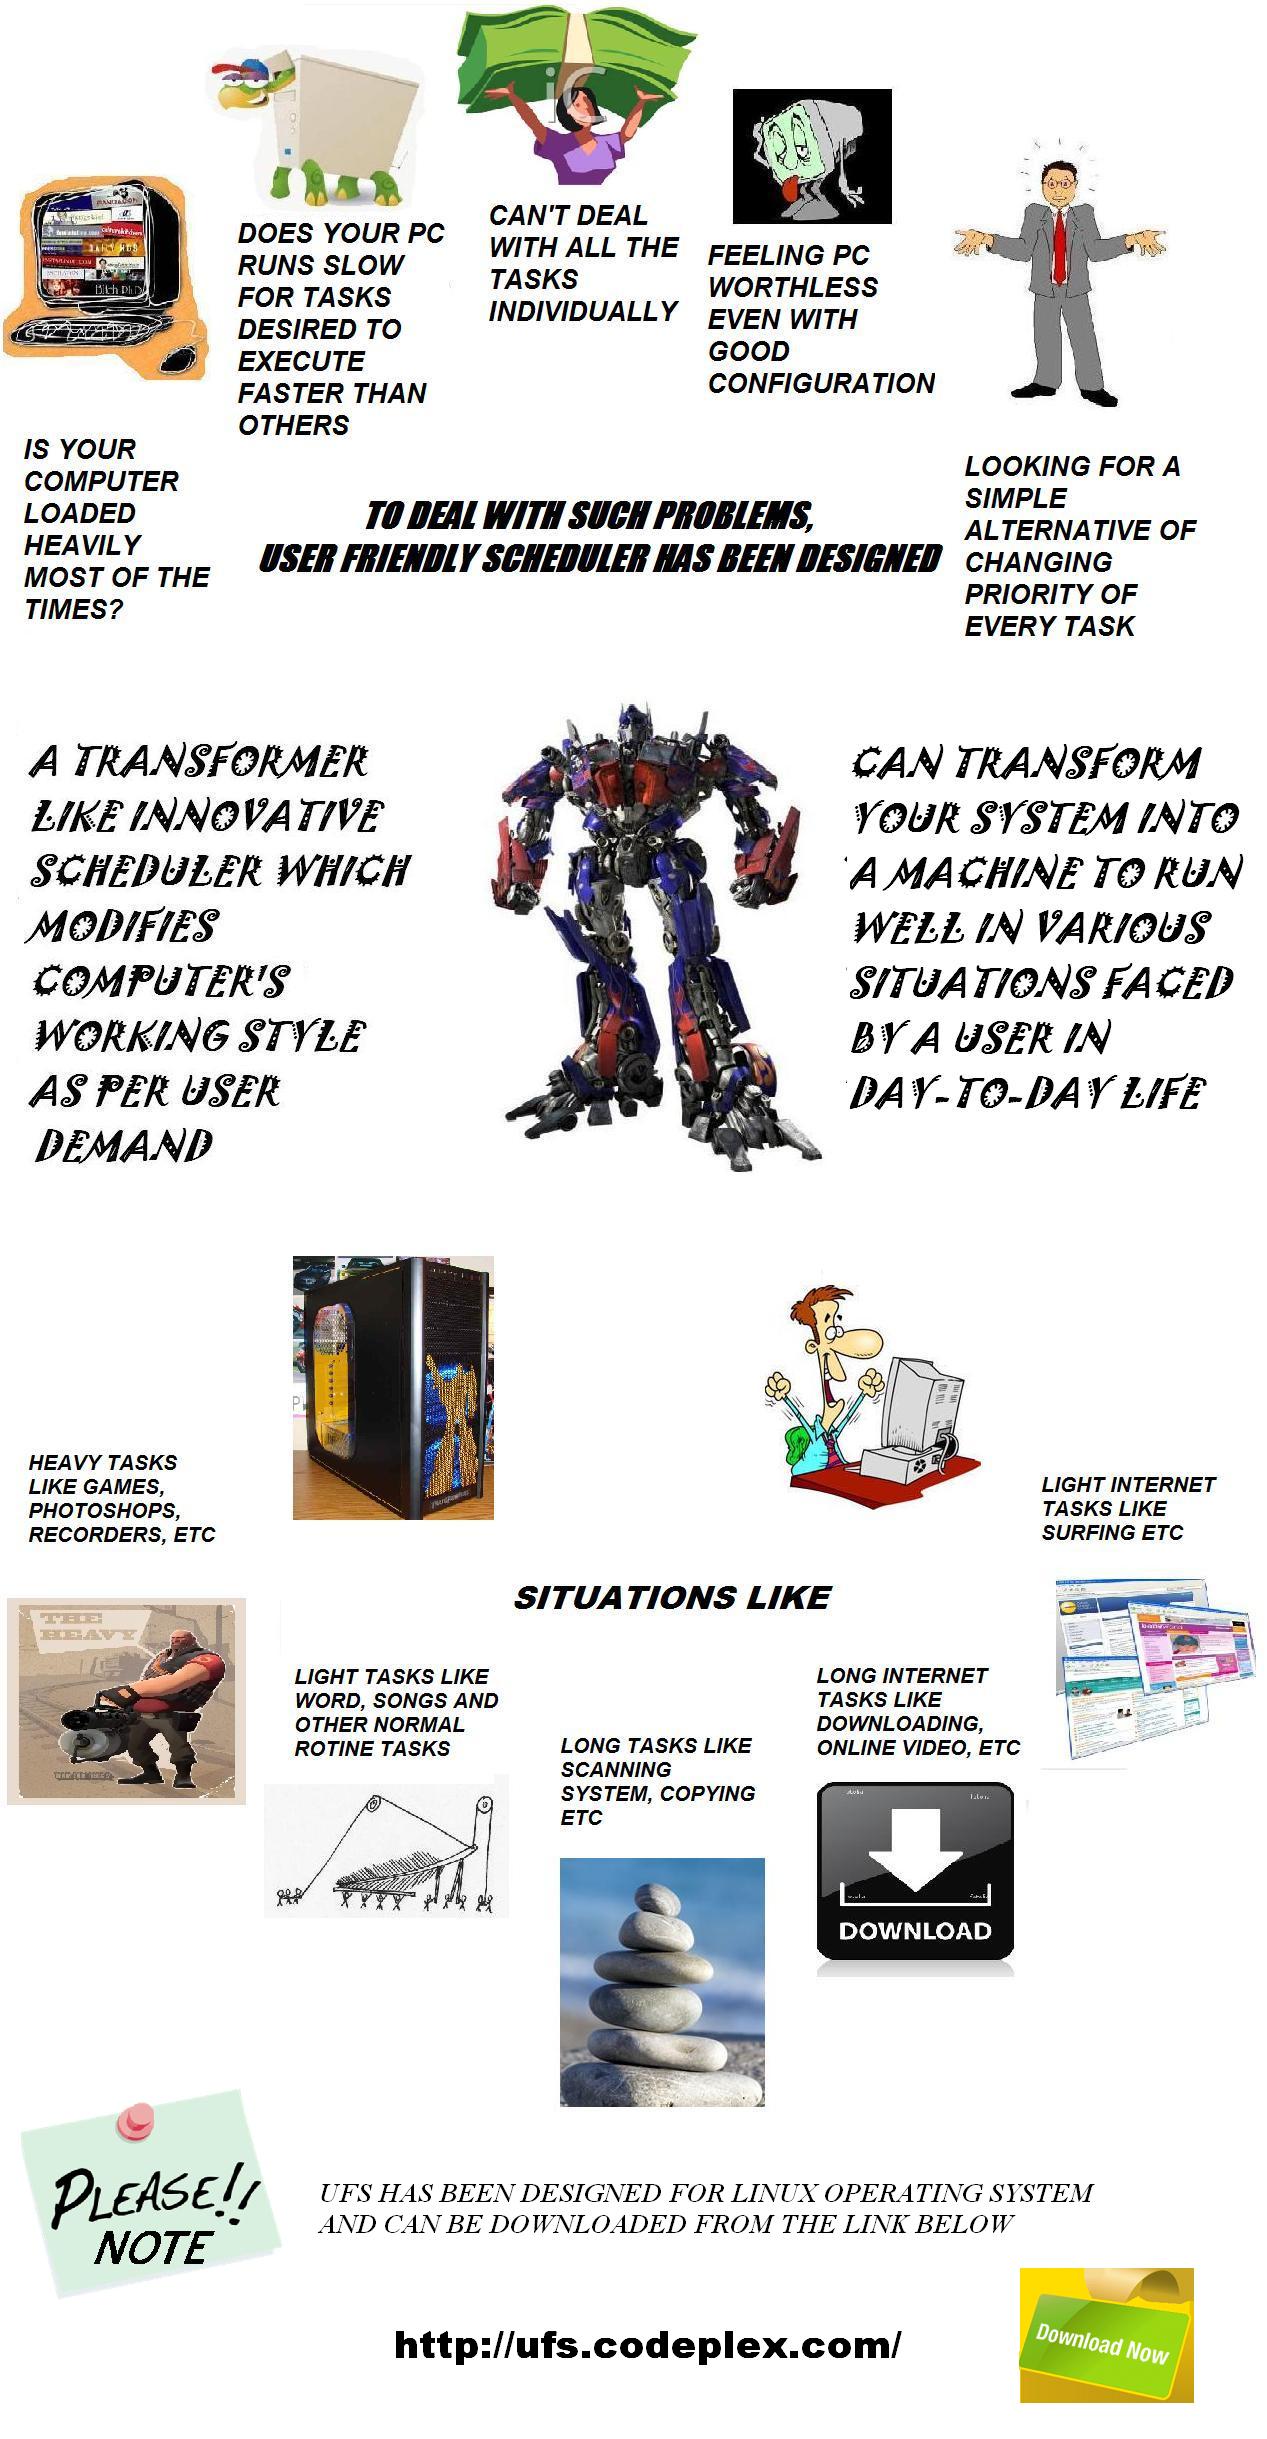 iC
DOES YOUR PC
RUNS SLOW
FOR TASKS
DESIRED TO
EXECUTE
FASTER THAN
OTHERS
CAN'T DEAL
WITH ALL THE
TASKS
INDIVIDUALLY
FEELING PC
WORTHLESS
EVEN WITH
GOOD
CONFIGURATION
Bitch Ph.D.
IS YOUR
COMPUTER
LOADED
HEAVILY
MOST OF THE
TIMES?
LOOKING FOR A
SIMPLE
ALTERNATIVE OF
CHANGING
PRIORITY OF
EVERY TASK
TO DEAL WITH SUCH PROBLEMS,
USER FRIENDLY SCHEDULER HAS BEEN DESIGNED
A TRANSFORMER
LIKE INNOVATIVE
SCHEDULER WHICH
MODIFIES
COMPUTER'S
WORKING STYLE
AS PER USER
DEMAND
CAN TRANSFORM
YOUR SYSTEM INTO
A MACHINE TO RUN
WELL IN VARIOUS
SITUATIONS FACED
BY A USER IN
DAY-TO-DAY LIFE
HEAVY TASKS
LIKE GAMES,
PHOTOSHOPS,
RECORDERS, ETC
LIGHT INTERNET
TASKS LIKE
SURFING ETC
SITUATIONS LIKE
THE
HEAVY
LIGHT TASKS LIKE
WORD, SONGS AND
OTHER NORMAL
ROTINE TASKS
LONG TASKS LIKE
SCANNING
SYSTEM, COPYING
ETC
LONG INTERNET
TASKS LIKE
DOWNLOADING,
ONLINE VIDEO, ETC
DOWNLOAD
PLEASE!!
NOTE
UFS HAS BEEN DESIGNED FOR LINUX OPERATING SYSTEM
AND CAN BE DOWNLOADED FROM THE LINK BELOW
http://ufs.codeplex.com/
Download Now